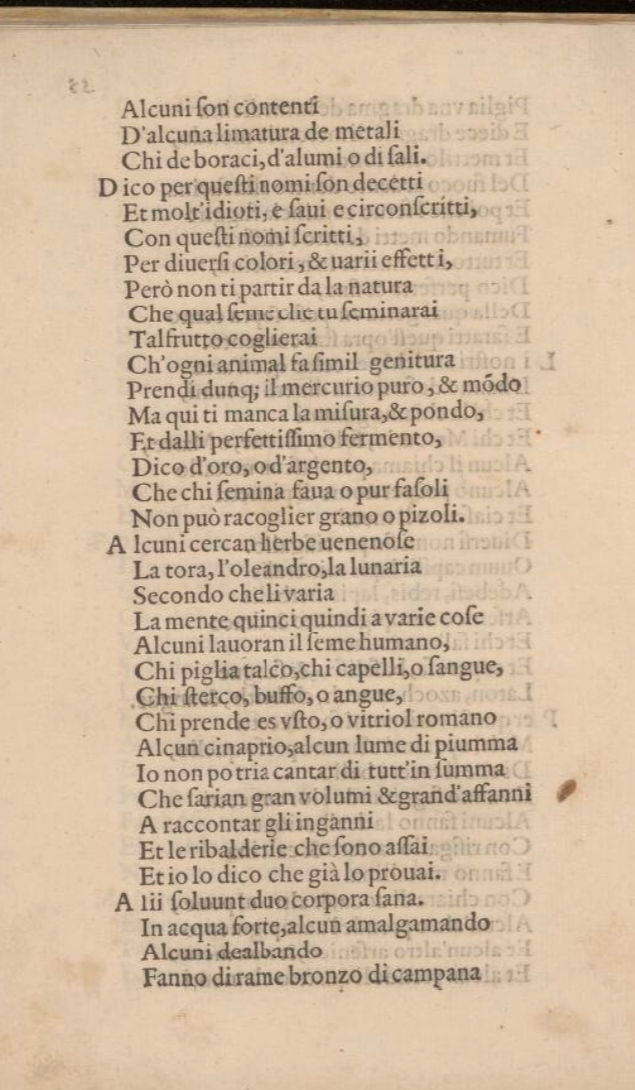 Alcuni ſon contenti
D'alcuna limatura de metali
Chi de boraci, d'alumi o di ſali.
Dico per queſti nomi ſon decetti
Et molt'idioti, e ſaui e circonſcritti,
Con queſti nomi ſcritti,
Per diuerſi colori, & uarii effetti,
Però non ti partir da la natura
Che qual ſeme che tu ſeminarai
Tal frutto coglierai
Ch'ogni animal fa ſimil genitura
Prendi dunq; il mercurio puro, & mōdo
Ma qui ti manca la miſura, & pondo,
Et dalli perfettiſſimo fermento,
Dico d'oro, o d'argento,
Che chi ſemina faua o pur faſoli
Non può racoglier grano o pizoli.
Alcuni cercan herbe uenenoſe
La tora, l'oleandro, la lunaria
Secondo che li varia
La mente quinci quindi a varie coſe
Alcuni lauoran il ſeme humano,
Chi piglia talco, chi capelli, o ſangue,
Chi ſterco, buffo, o angue,
Chi prende es vſto, o vitriol romano
Alcun cinaprio, alcun lume di piumma
Io non potria cantar di tutt'in ſumma
Che ſarian gran volumi & grand'affanni
A raccontar gli inganni
Et le ribalderie che ſono aſſai
Et io lo dico che già lo prouai.
Alii ſoluunt duo corpora ſana.
In acqua forte, alcun amalgamando
Alcuni dealbando
Fanno di rame bronzo di campana